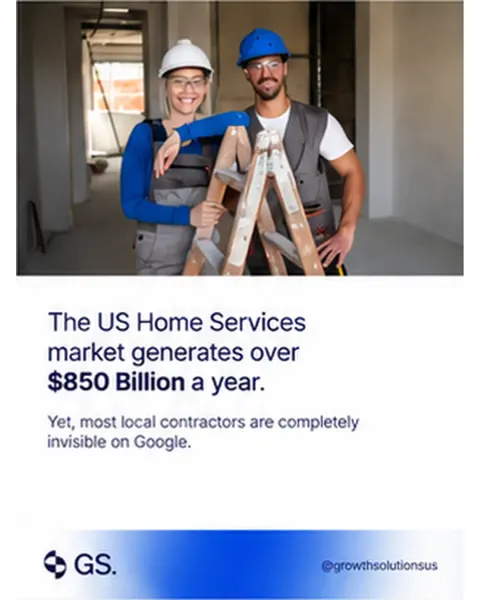 The US Home Services
market generates over
$850 Billion a year.
Yet, most local contractors are completely
invisible on Google.
GS.
@growthsolutionsus